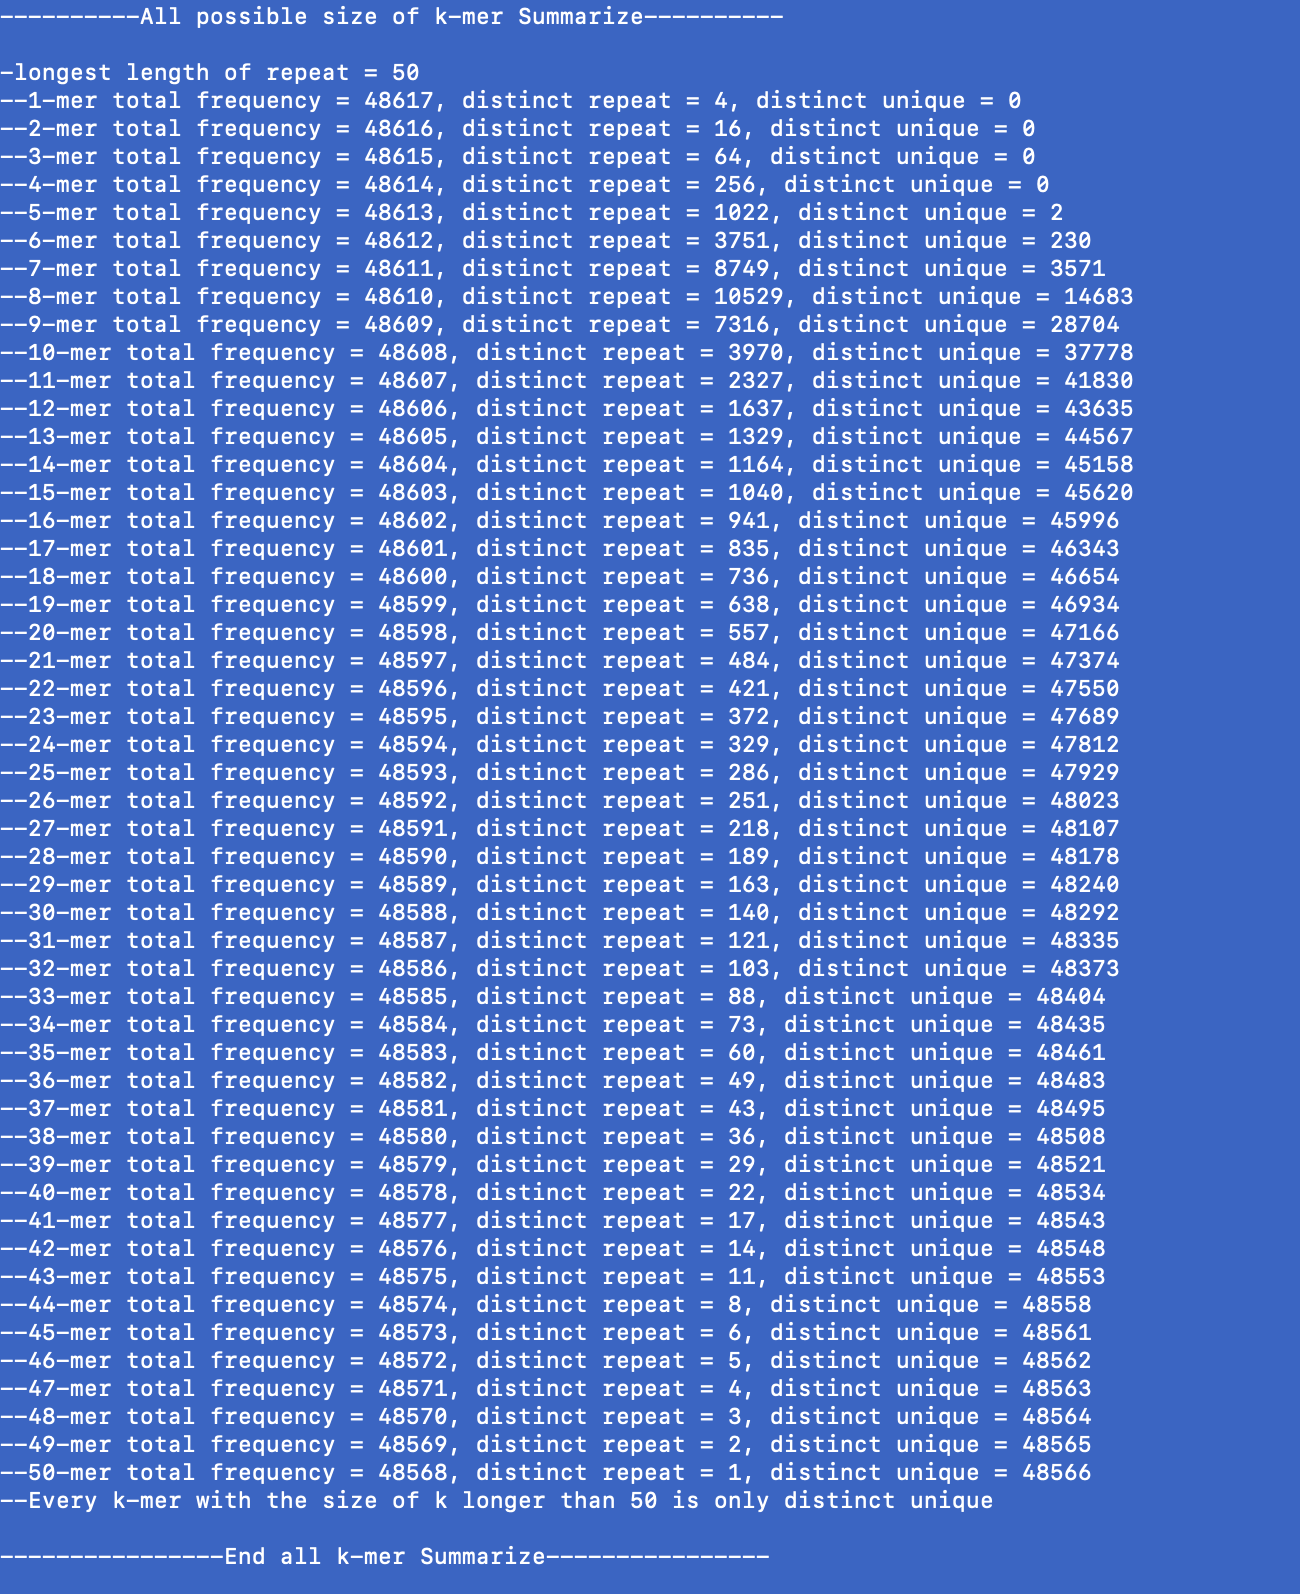 ----------All possible size of k-mer Summarize----------
-longest length of repeat = 50
--1-mer total frequency = 48617, distinct repeat = 4, distinct unique = 0
--2-mer total frequency = 48616, distinct repeat = 16, distinct unique = 0
--3-mer total frequency = 48615, distinct repeat = 64, distinct unique = 0
--4-mer total frequency = 48614, distinct repeat = 256, distinct unique = 0
--5-mer total frequency = 48613, distinct repeat = 1022, distinct unique = 2
--6-mer total frequency = 48612, distinct repeat = 3751, distinct unique = 230
--7-mer total frequency = 48611, distinct repeat = 8749, distinct unique = 3571
--8-mer total frequency = 48610, distinct repeat = 10529, distinct unique = 14683
--9-mer total frequency = 48609, distinct repeat = 7316, distinct unique = 28704
--10-mer total frequency = 48608, distinct repeat = 3970, distinct unique = 37778
--11-mer total frequency = 48607, distinct repeat = 2327, distinct unique = 41830
--12-mer total frequency = 48606, distinct repeat = 1637, distinct unique = 43635
--13-mer total frequency = 48605, distinct repeat = 1329, distinct unique = 44567
--14-mer total frequency = 48604, distinct repeat = 1164, distinct unique = 45158
--15-mer total frequency = 48603, distinct repeat = 1040, distinct unique = 45620
--16-mer total frequency = 48602, distinct repeat = 941, distinct unique = 45996
--17-mer total frequency = 48601, distinct repeat = 835, distinct unique = 46343
--18-mer total frequency = 48600, distinct repeat = 736, distinct unique = 46654
--19-mer total frequency = 48599, distinct repeat = 638, distinct unique = 46934
--20-mer total frequency = 48598, distinct repeat = 557, distinct unique = 47166
--21-mer total frequency = 48597, distinct repeat = 484, distinct unique = 47374
--22-mer total frequency = 48596, distinct repeat = 421, distinct unique = 47550
--23-mer total frequency = 48595, distinct repeat = 372, distinct unique = 47689
--24-mer total frequency = 48594, distinct repeat = 329, distinct unique = 47812
--25-mer total frequency = 48593, distinct repeat = 286, distinct unique = 47929
--26-mer total frequency = 48592, distinct repeat = 251, distinct unique = 48023
--27-mer total frequency = 48591, distinct repeat = 218, distinct unique = 48107
--28-mer total frequency = 48590, distinct repeat = 189, distinct unique = 48178
--29-mer total frequency = 48589, distinct repeat = 163, distinct unique = 48240
--30-mer total frequency = 48588, distinct repeat = 140, distinct unique = 48292
--31-mer total frequency = 48587, distinct repeat = 121, distinct unique = 48335
--32-mer total frequency = 48586, distinct repeat = 103, distinct unique = 48373
--33-mer total frequency = 48585, distinct repeat = 88, distinct unique = 48404
--34-mer total frequency = 48584, distinct repeat = 73, distinct unique = 48435
--35-mer total frequency = 48583, distinct repeat = 60, distinct unique = 48461
--36-mer total frequency = 48582, distinct repeat = 49, distinct unique = 48483
--37-mer total frequency = 48581, distinct repeat = 43, distinct unique = 48495
--38-mer total frequency = 48580, distinct repeat = 36, distinct unique = 48508
--39-mer total frequency = 48579, distinct repeat = 29, distinct unique = 48521
--40-mer total frequency = 48578, distinct repeat = 22, distinct unique = 48534
--41-mer total frequency = 48577, distinct repeat = 17, distinct unique = 48543
--42-mer total frequency = 48576, distinct repeat = 14, distinct unique = 48548
--43-mer total frequency = 48575, distinct repeat = 11, distinct unique = 48553
--44-mer total frequency = 48574, distinct repeat = 8, distinct unique = 48558
--45-mer total frequency = 48573, distinct repeat = 6, distinct unique = 48561
--46-mer total frequency = 48572, distinct repeat = 5, distinct unique = 48562
--47-mer total frequency = 48571, distinct repeat = 4, distinct unique = 48563
--48-mer total frequency = 48570, distinct repeat = 3, distinct unique = 48564
--49-mer total frequency = 48569, distinct repeat = 2, distinct unique = 48565
--50-mer total frequency = 48568, distinct repeat = 1, distinct unique = 48566
--Every k-mer with the size of k longer than 50 is only distinct unique
----------------End all k-mer Summarize----------------